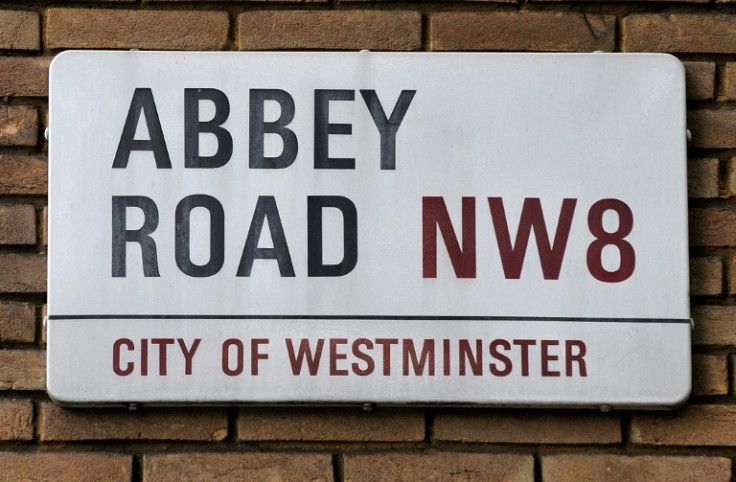 ABBEY
ROAD NW8
CITY OF WESTMINSTER